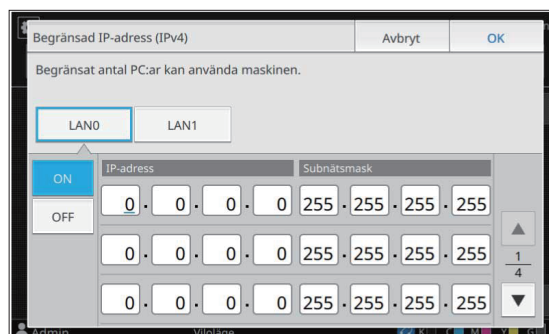 Begränsad IP-adress (IPv4) Avbryt OK
Begränsat antal PC:ar kan använda maskinen.
LAN0 LAN1
ON IP-adress Subnätsmask
0 . 0 . 0 . 0 255 . 255 . 255 . 255
OFF
0 . 0 . 0 . 0 255 . 255 . 255 . 255
1
4
0 . 0 . 0 . 0 255 . 255 . 255 . 255
Admin Viloläge K C M Y